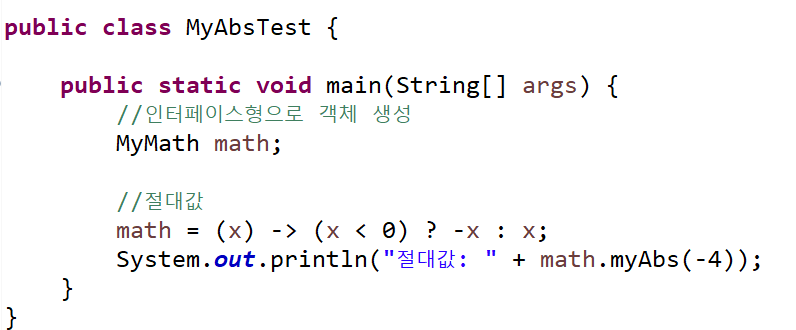 public class MyAbsTest {
public static void main(String[] args) {
//인터페이스형으로 객체 생성
MyMath math;
//절대값
math = (x) -> (x < 0) ? -x : x;
System.out.println("절대값: " + math.myAbs(-4));
}
}